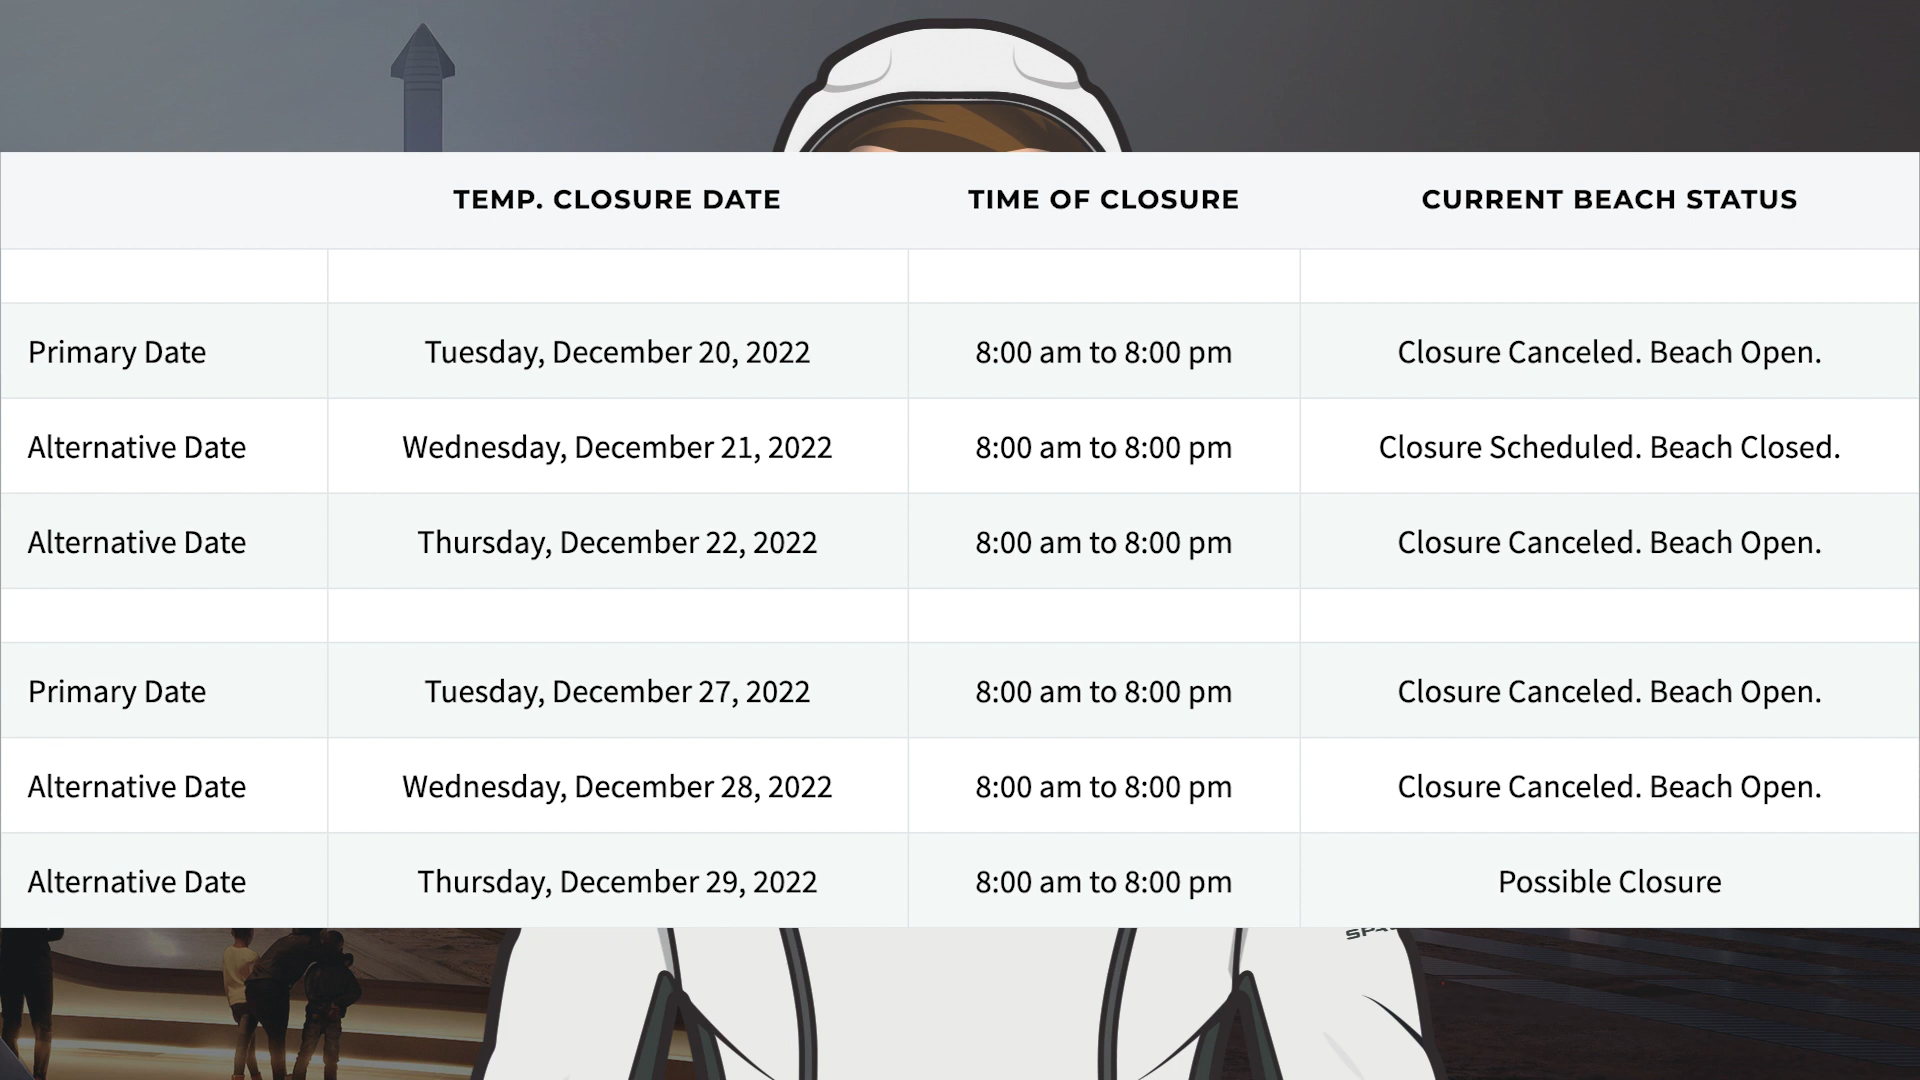 TEMP. CLOSURE DATE TIME OF CLOSURE CURRENT BEACH STATUS
Primary Date Tuesday, December 20, 2022 8:00 am to 8:00 pm Closure Canceled. Beach Open.
Alternative Date Wednesday, December 21, 2022 8:00 am to 8:00 pm Closure Scheduled. Beach Closed.
Alternative Date Thursday, December 22, 2022 8:00 am to 8:00 pm Closure Canceled. Beach Open.
Primary Date Tuesday, December 27, 2022 8:00 am to 8:00 pm Closure Canceled. Beach Open.
Alternative Date Wednesday, December 28, 2022 8:00 am to 8:00 pm Closure Canceled. Beach Open.
Alternative Date Thursday, December 29, 2022 8:00 am to 8:00 pm Possible Closure